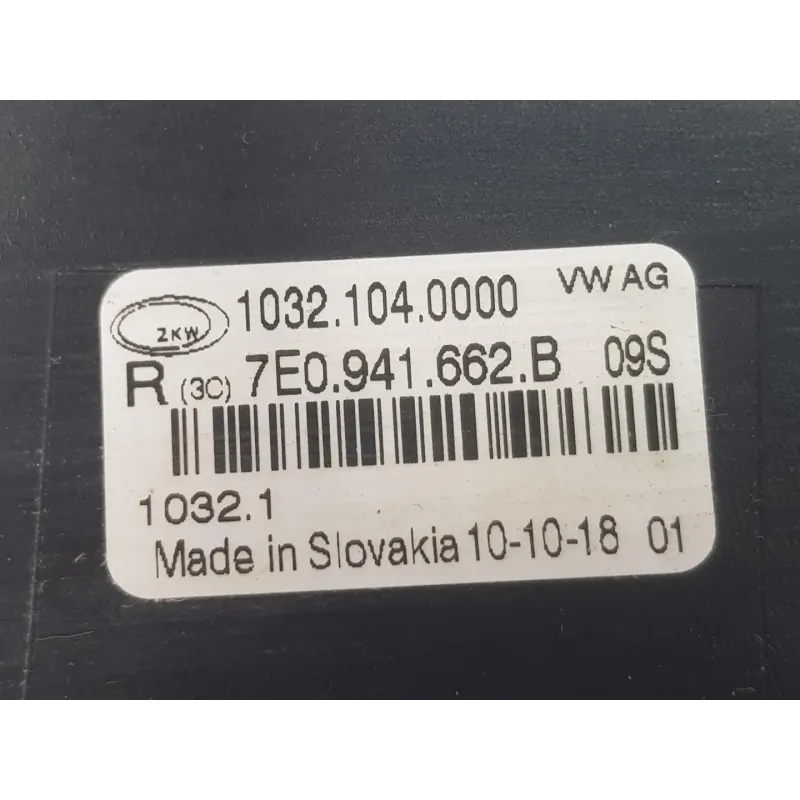 ZKW 1032.104.0000 VW AG
R (3C) 7E0.941.662.B 09S
1032.1
Made in Slovakia 10-10-18 01